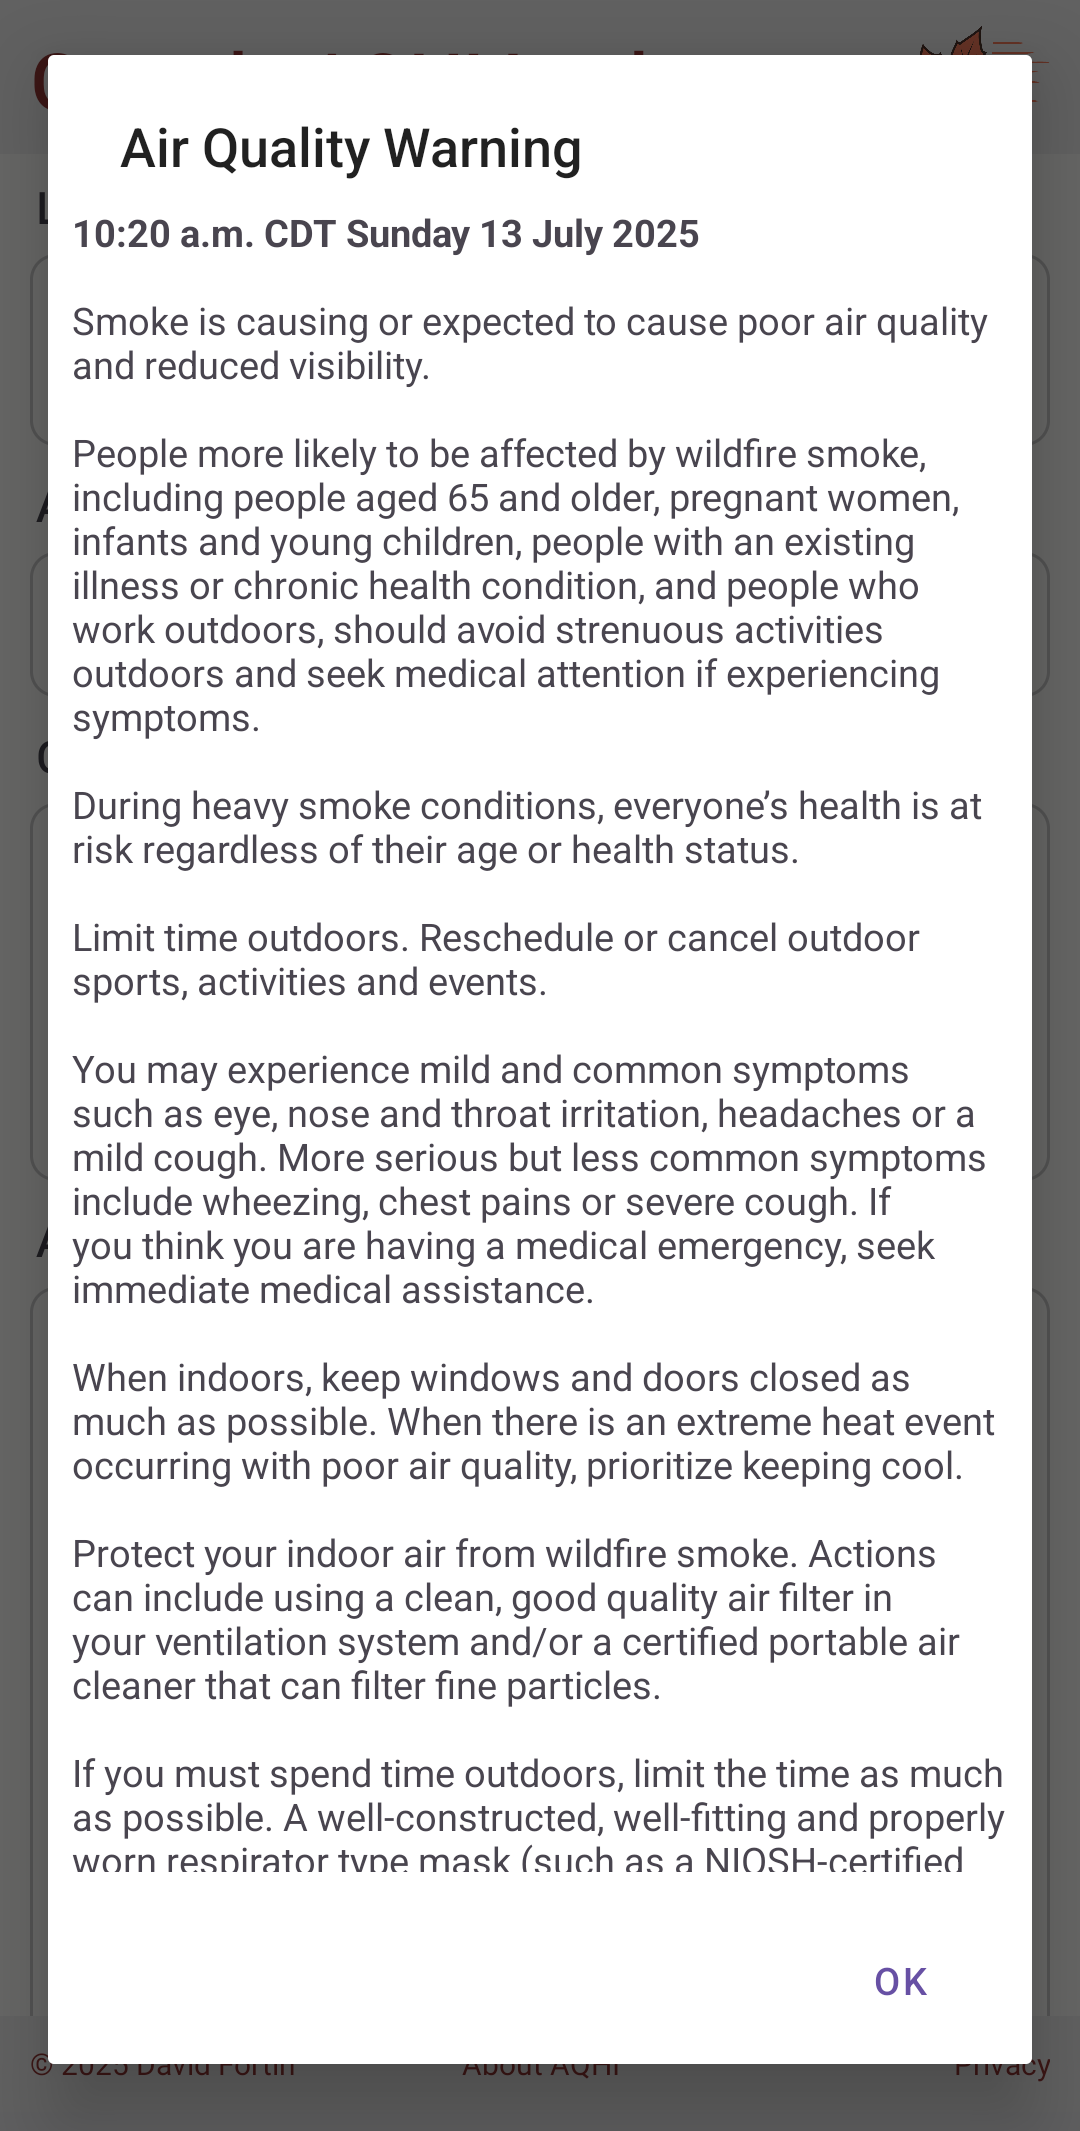 Air Quality Warning
10:20 a.m. CDT Sunday 13 July 2025
Smoke is causing or expected to cause poor air quality
and reduced visibility.
People more likely to be affected by wildfire smoke,
including people aged 65 and older, pregnant women,
infants and young children, people with an existing
illness or chronic health condition, and people who
work outdoors, should avoid strenuous activities
outdoors and seek medical attention if experiencing
symptoms.
During heavy smoke conditions, everyone’s health is at
risk regardless of their age or health status.
Limit time outdoors. Reschedule or cancel outdoor
sports, activities and events.
You may experience mild and common symptoms
such as eye, nose and throat irritation, headaches or a
mild cough. More serious but less common symptoms
include wheezing, chest pains or severe cough. If
you think you are having a medical emergency, seek
immediate medical assistance.
When indoors, keep windows and doors closed as
much as possible. When there is an extreme heat event
occurring with poor air quality, prioritize keeping cool.
Protect your indoor air from wildfire smoke. Actions
can include using a clean, good quality air filter in
your ventilation system and/or a certified portable air
cleaner that can filter fine particles.
If you must spend time outdoors, limit the time as much
as possible. A well-constructed, well-fitting and properly
worn respirator type mask (such as a NIOSH-certified
OK
© 2025 David Fortin About AQHI Privacy